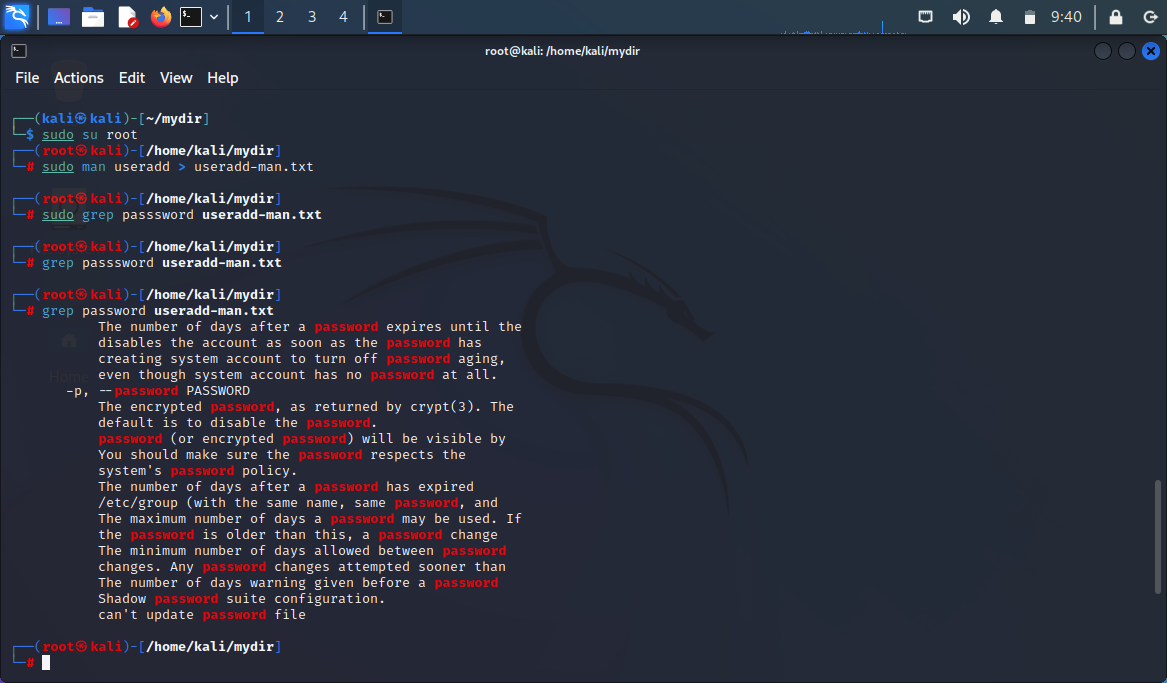 1 2 3 4
9:40
root@kali: /home/kali/mydir
File Actions Edit View Help
┌──(kali㉿kali)-[~/mydir]
└─$ sudo su root
┌──(root㉿kali)-[/home/kali/mydir]
└─# sudo man useradd > useradd-man.txt
┌──(root㉿kali)-[/home/kali/mydir]
└─# sudo grep passsword useradd-man.txt
┌──(root㉿kali)-[/home/kali/mydir]
└─# grep passsword useradd-man.txt
┌──(root㉿kali)-[/home/kali/mydir]
└─# grep password useradd-man.txt
The number of days after a password expires until the
disables the account as soon as the password has
creating system account to turn off password aging,
even though system account has no password at all.
-p, --password PASSWORD
The encrypted password, as returned by crypt(3). The
default is to disable the password.
password (or encrypted password) will be visible by
You should make sure the password respects the
system's password policy.
The number of days after a password has expired
/etc/group (with the same name, same password, and
The maximum number of days a password may be used. If
the password is older than this, a password change
The minimum number of days allowed between password
changes. Any password changes attempted sooner than
The number of days warning given before a password
Shadow password suite configuration.
can't update password file
┌──(root㉿kali)-[/home/kali/mydir]
└─#
Home